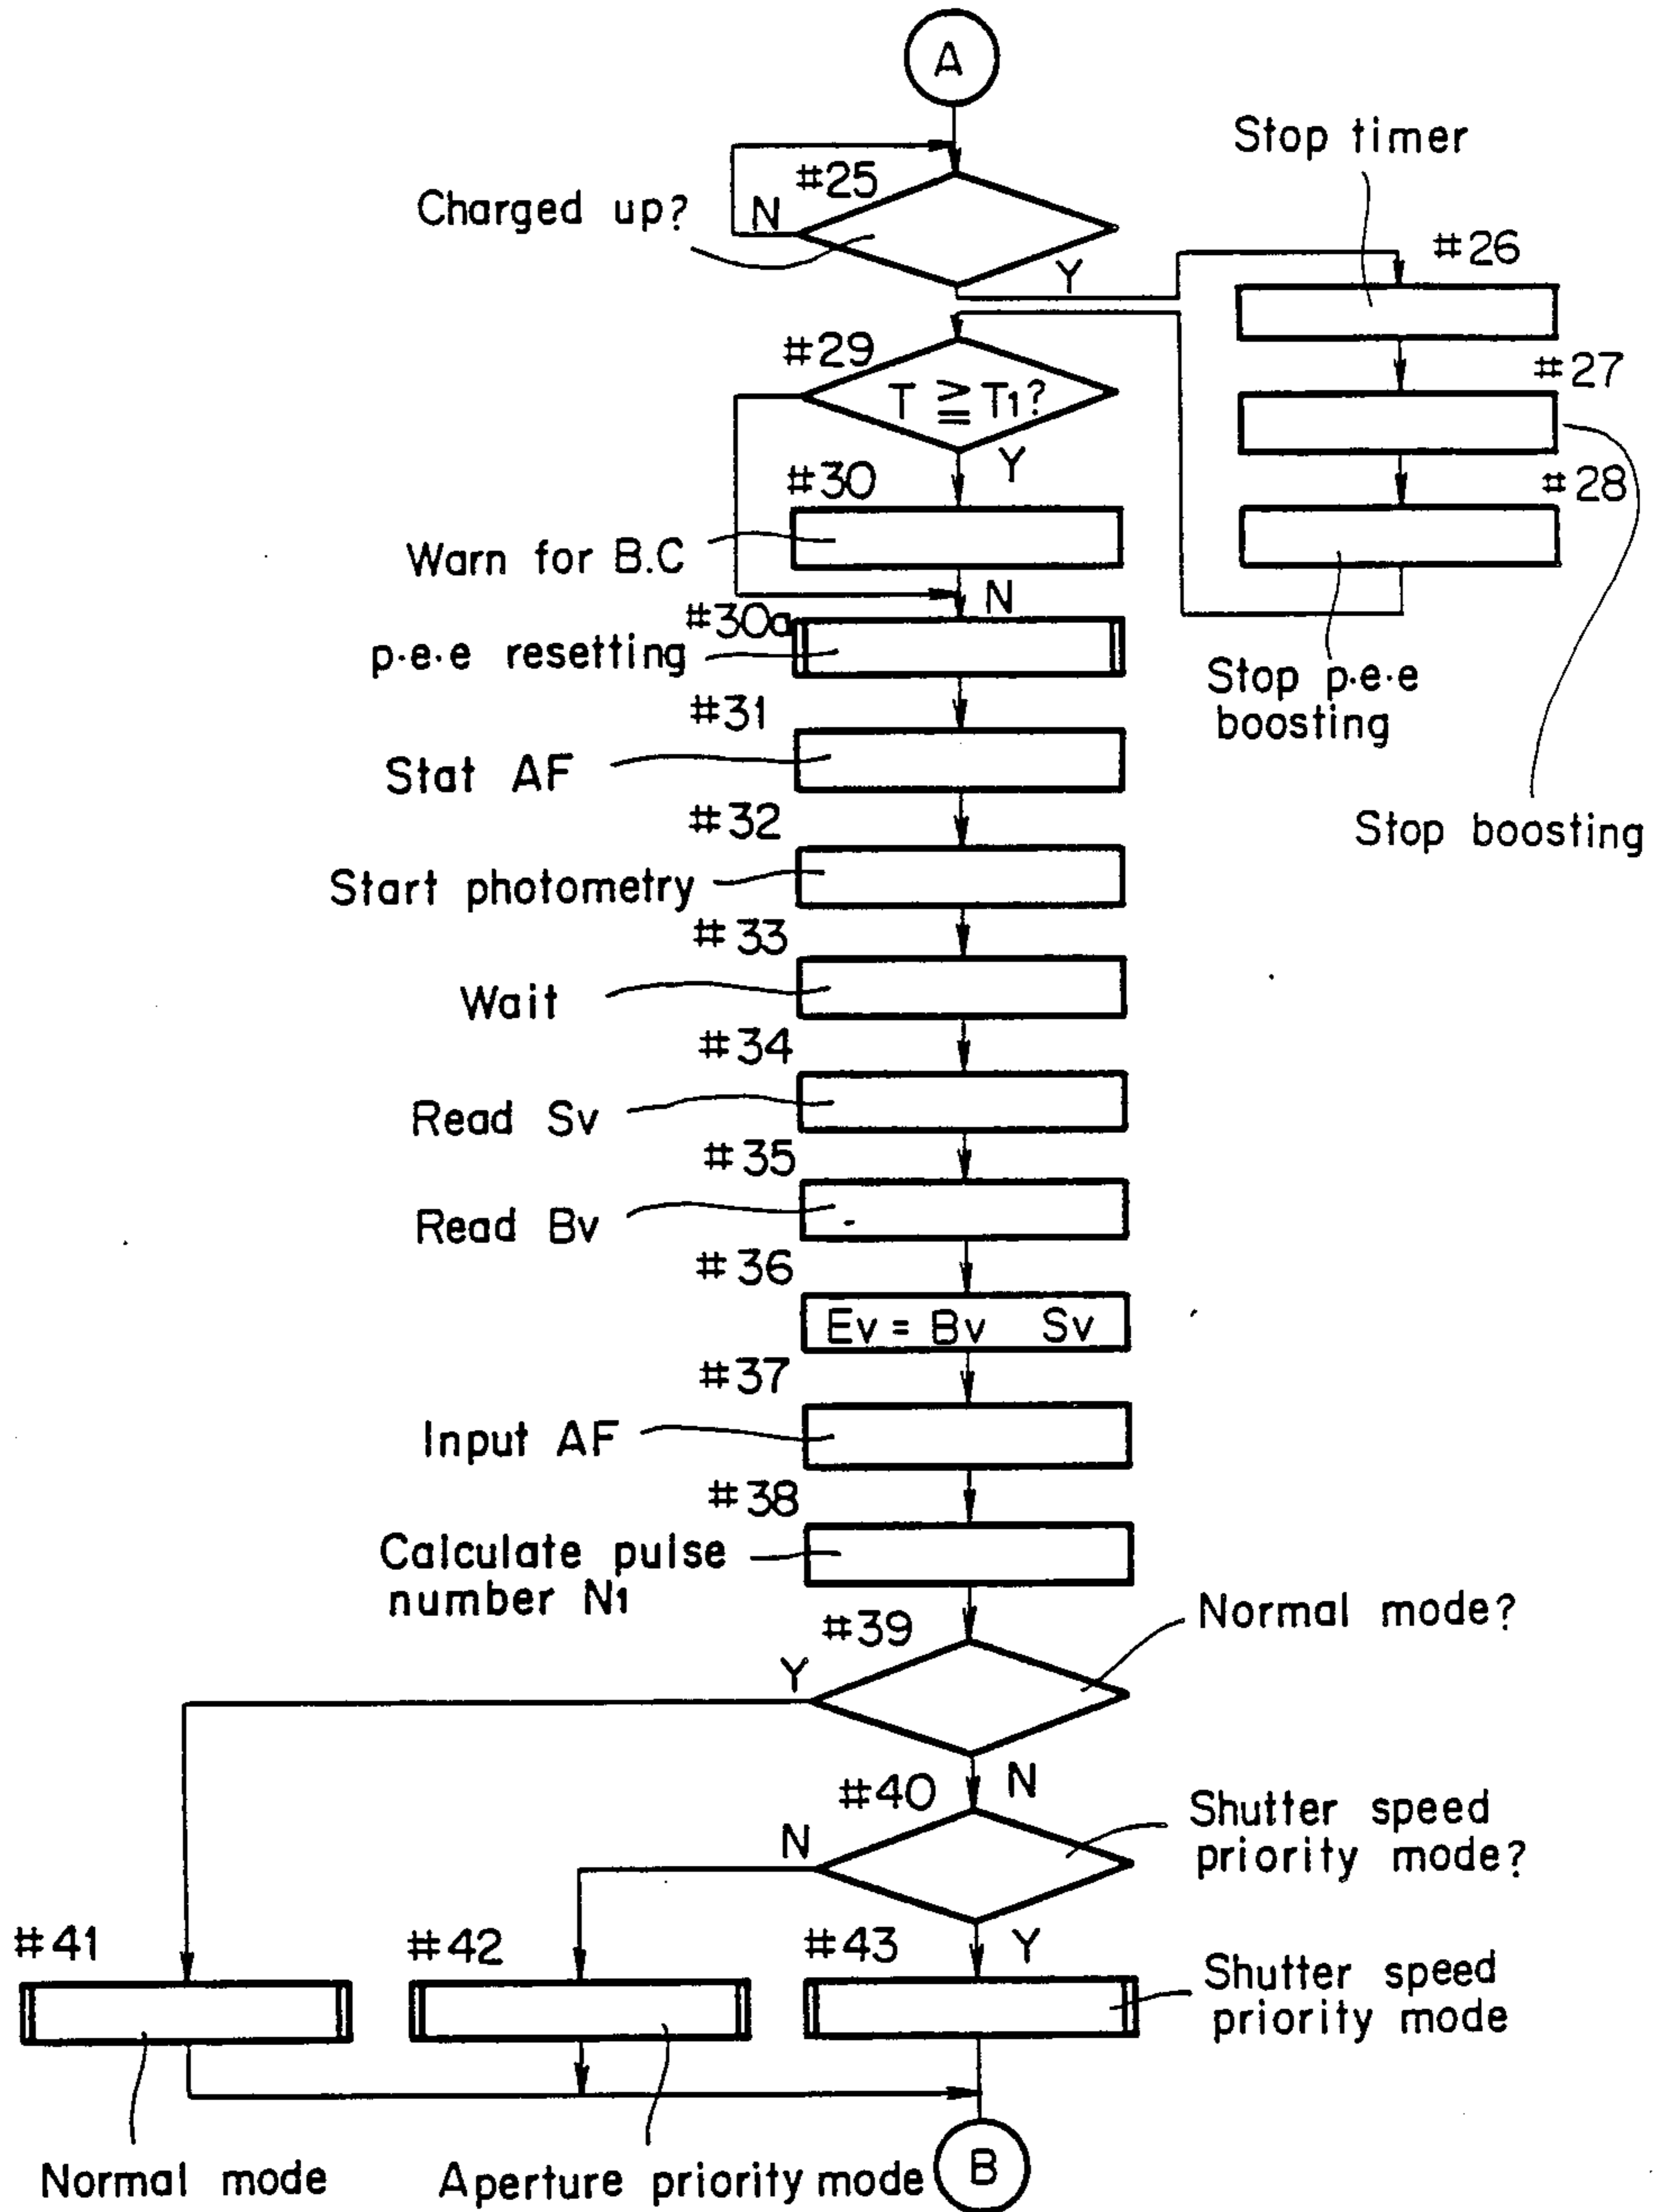 A
Stop timer
#25
Charged up?
N
Y
#26
#29
T ≧ T1?
#27
Y
#30
#28
Warn for B.C
N
#30a
p·e·e resetting
Stop p·e·e
boosting
#31
Stat AF
#32
Stop boosting
Start photometry
#33
Wait
#34
Read Sv
#35
Read Bv
#36
Ev = Bv Sv
#37
Input AF
#38
Calculate pulse
number N1
#39
Normal mode?
Y
N
#40
Shutter speed
priority mode?
N
#41
#42
#43
Y
Shutter speed
priority mode
Normal mode
Aperture priority mode
B